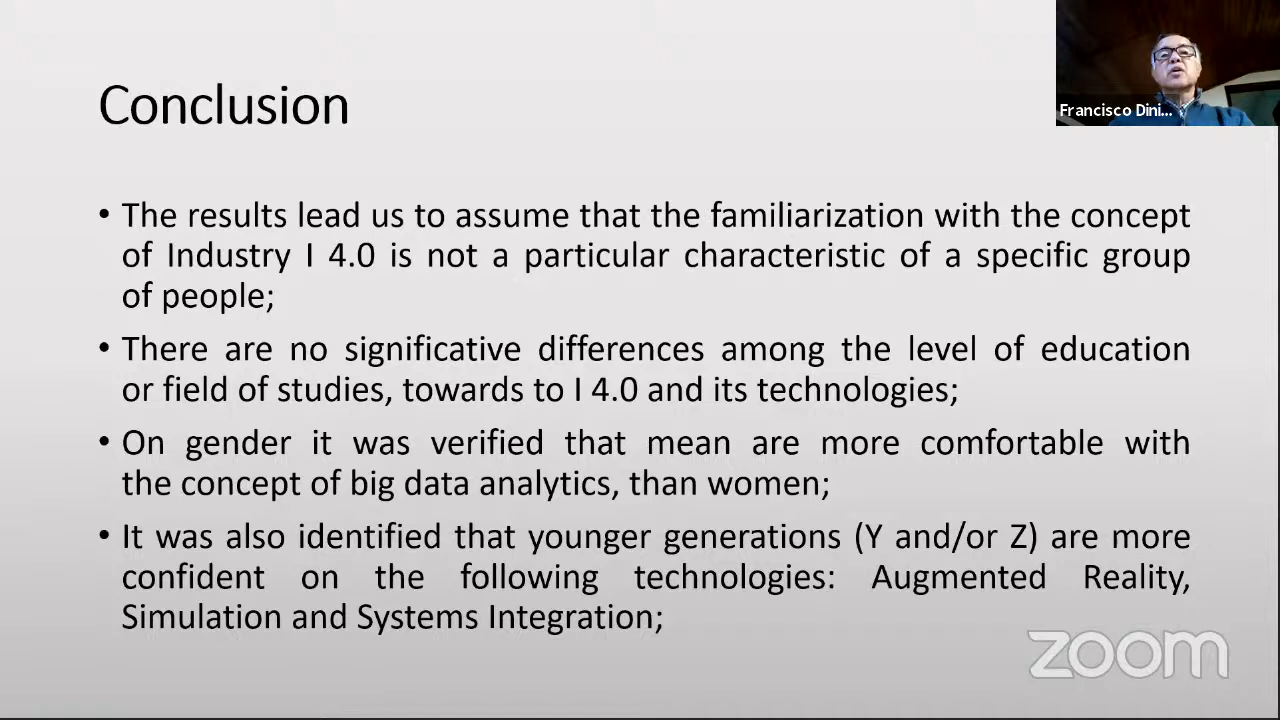 Conclusion
Francisco Dini...
• The results lead us to assume that the familiarization with the concept
of Industry I 4.0 is not a particular characteristic of a specific group
of people;
• There are no significative differences among the level of education
or field of studies, towards to I 4.0 and its technologies;
• On gender it was verified that mean are more comfortable with
the concept of big data analytics, than women;
• It was also identified that younger generations (Y and/or Z) are more
confident on the following technologies: Augmented Reality,
Simulation and Systems Integration;
zoom